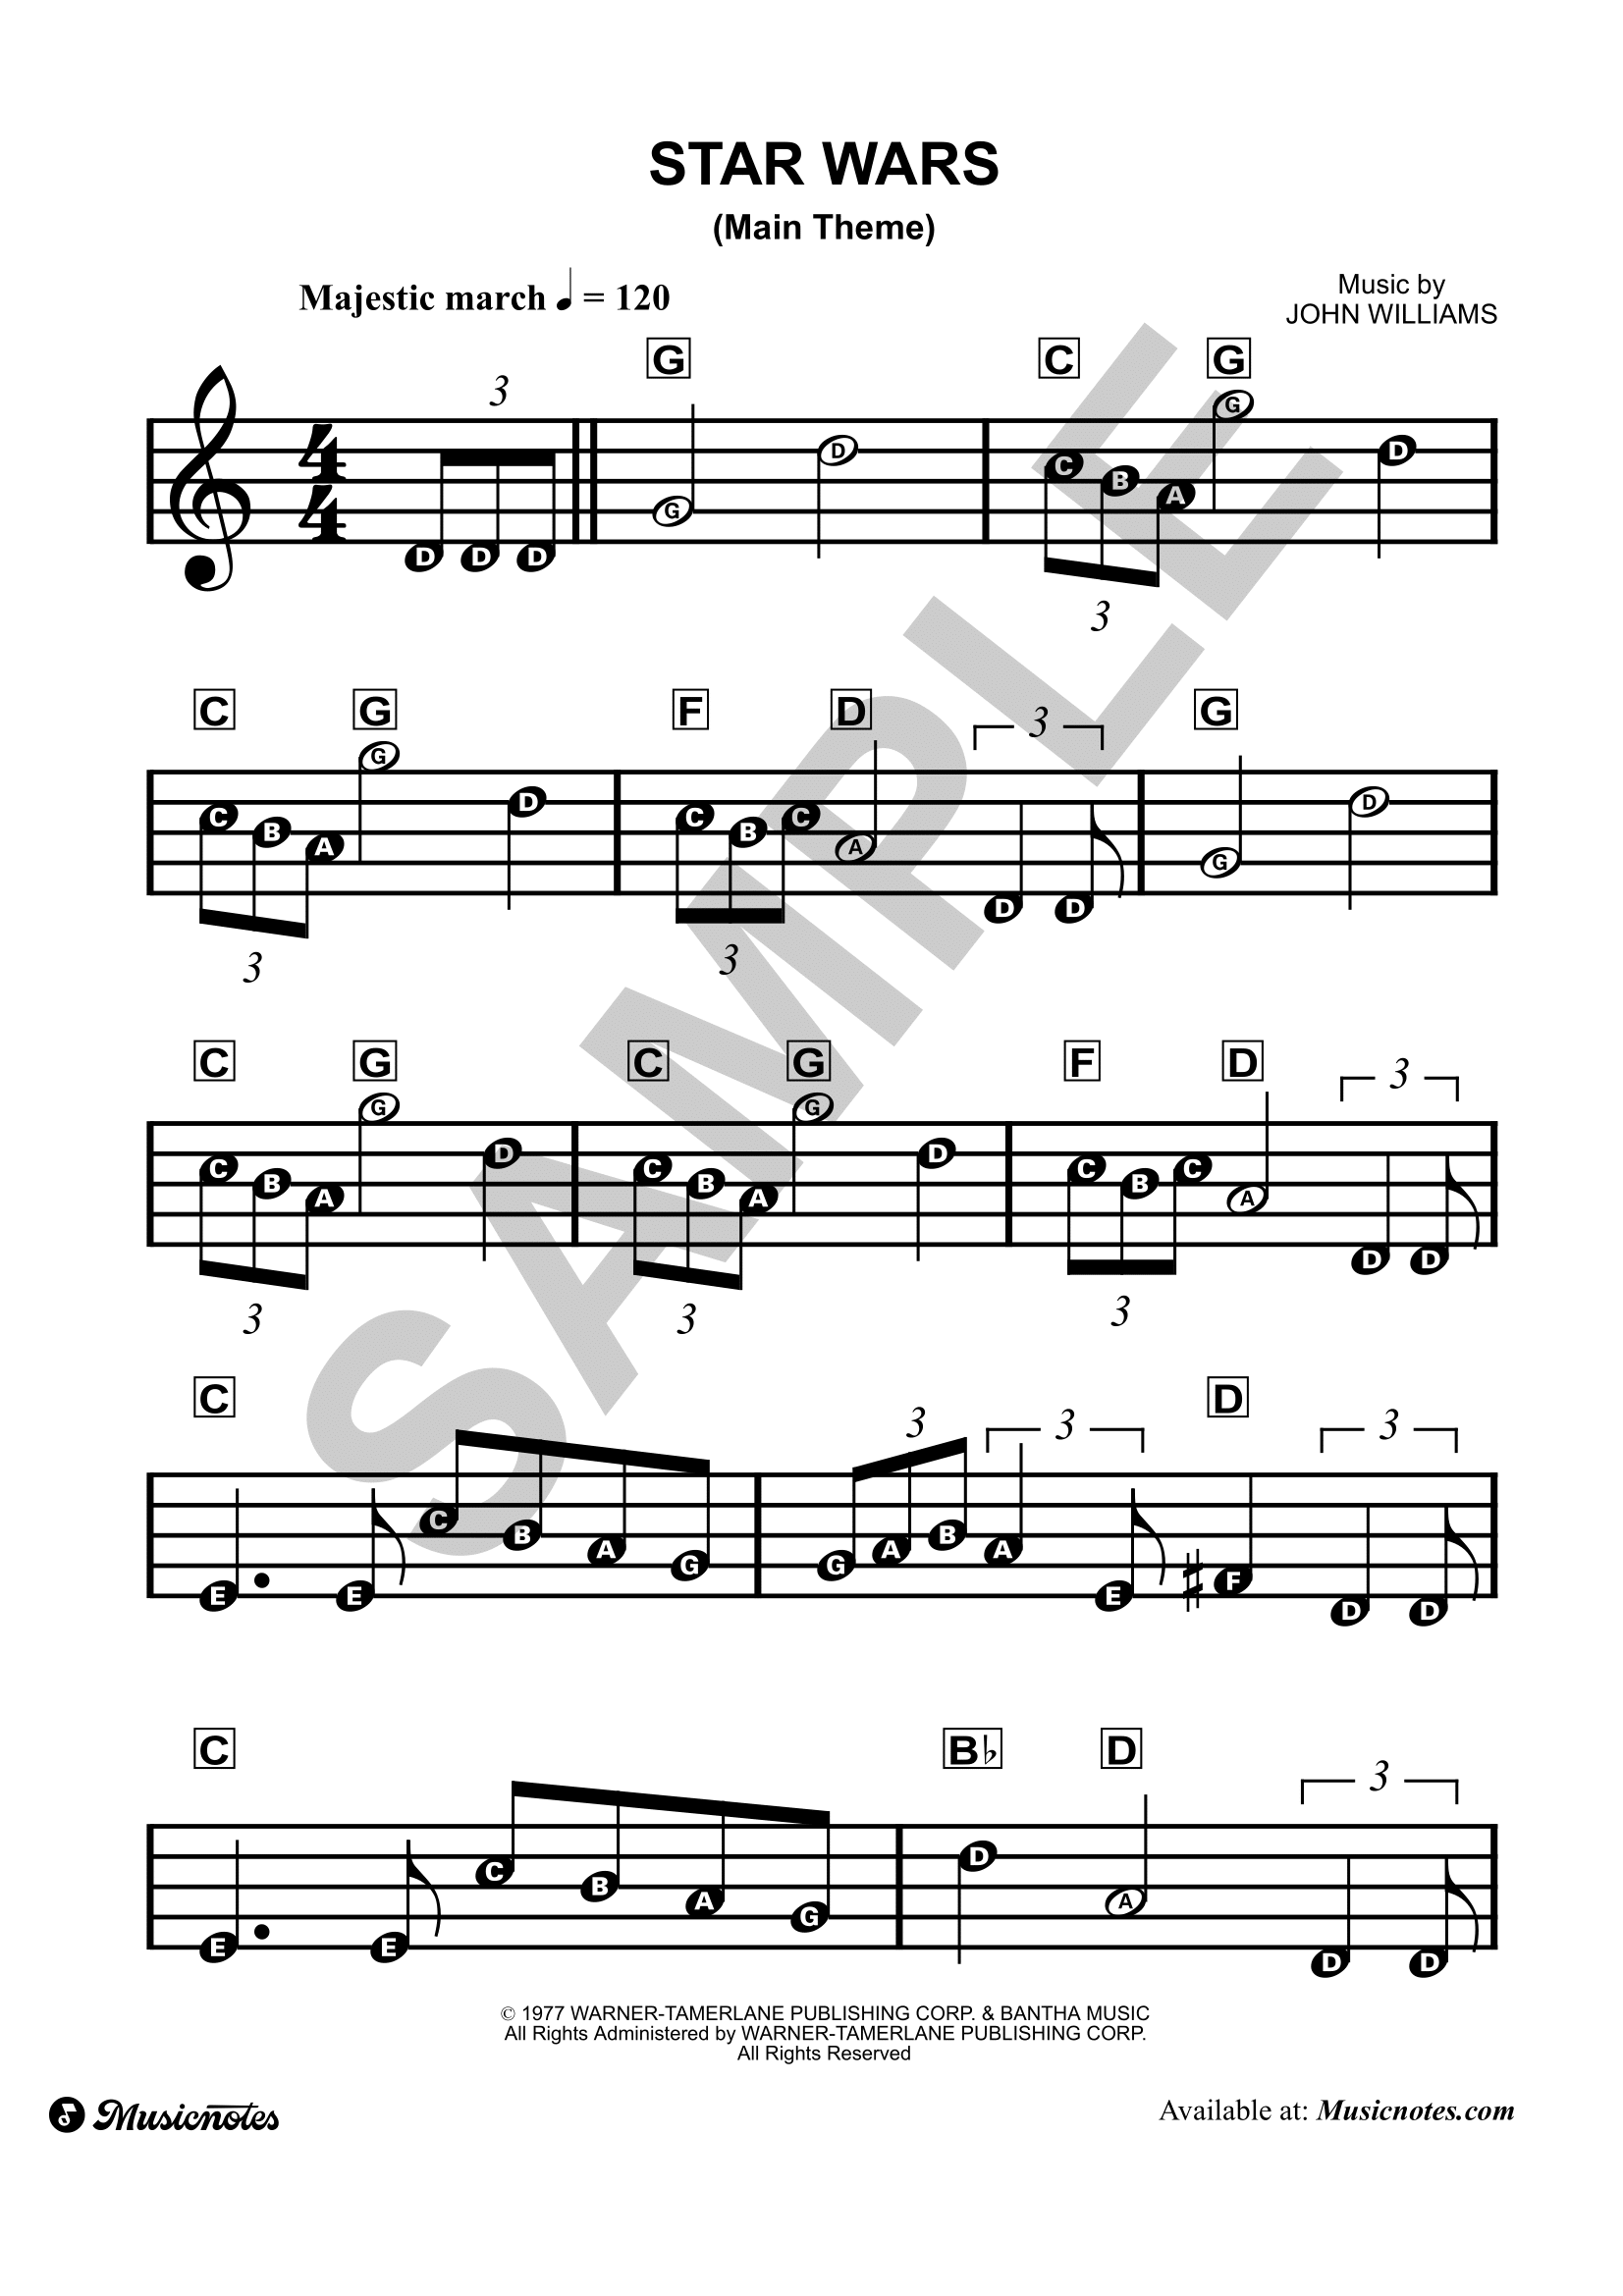 STAR WARS
(Main Theme)
Majestic march ♩ = 120
Music by
JOHN WILLIAMS
G C G
3
4
4
G D G
D C B A D
D D D G
3
C G F D G
3
G
C B A D C B C A D D G D
3 3
C G C G F D
3
G G
C B A D C B A D C B C A D D
3 3 3
C D
3 3 3
E E C B A G G A B A E ♯F D D
C B♭ D
3
E E C B A G D A D D
© 1977 WARNER-TAMERLANE PUBLISHING CORP. & BANTHA MUSIC
All Rights Administered by WARNER-TAMERLANE PUBLISHING CORP.
All Rights Reserved
Musicnotes
Available at: Musicnotes.com
SAMPLE